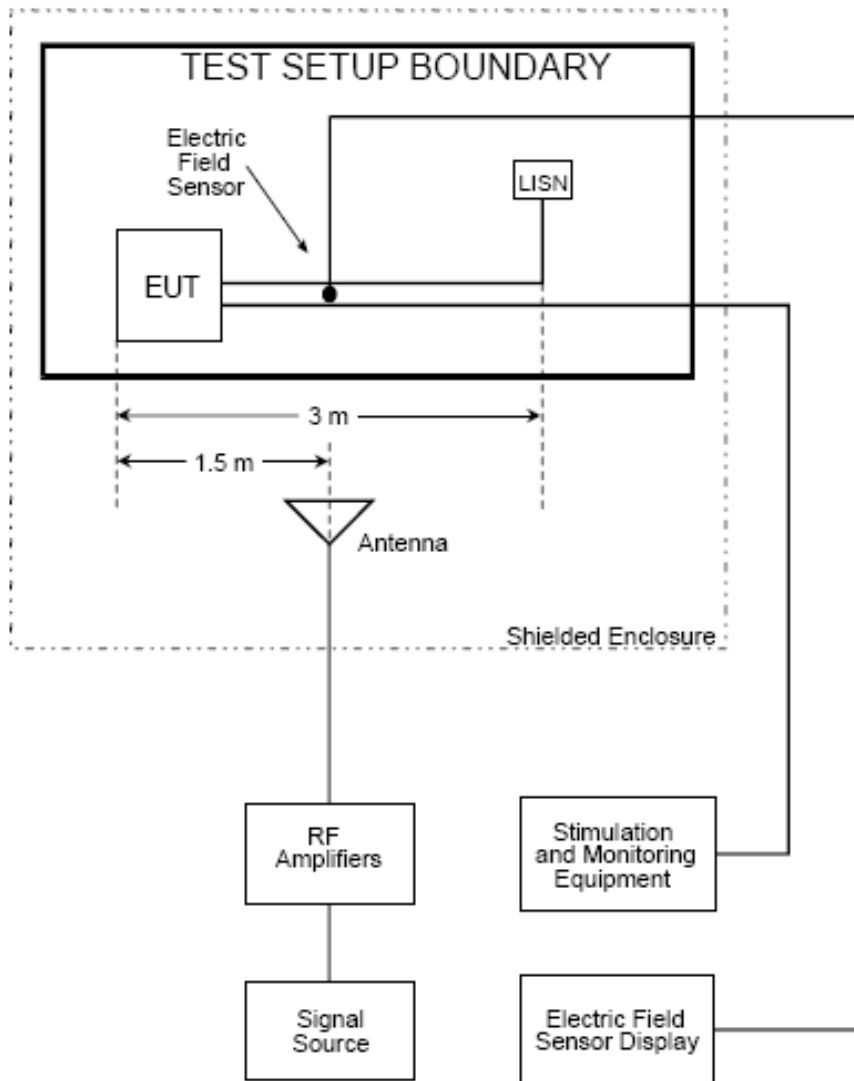 TEST SETUP BOUNDARY
Electric
Field
Sensor
LISN
EUT
3 m
1.5 m
Antenna
Shielded Enclosure
RF
Amplifiers
Stimulation
and Monitoring
Equipment
Signal
Source
Electric Field
Sensor Display